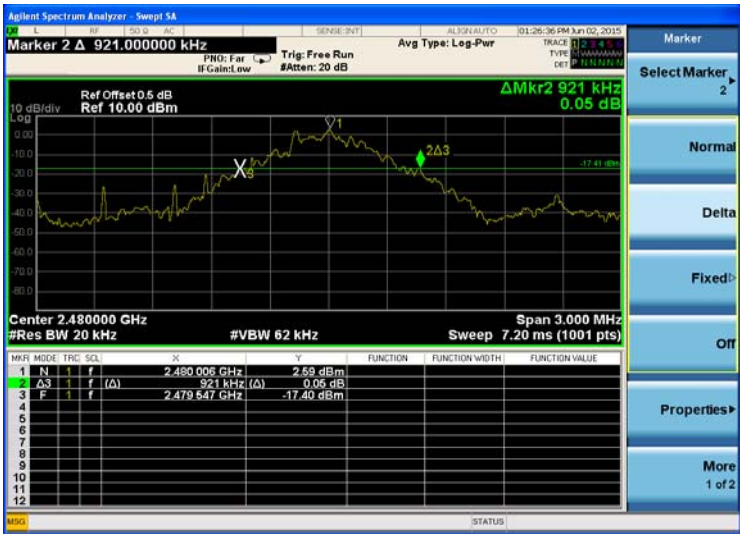 Agilent Spectrum Analyzer - Swept SA
L RF 50 Ω AC SENSE:INT ALIGNAUTO 01:26:36 PM Jun 02, 2015
Marker 2 Δ 921.000000 kHz
PNO: Far
IFGain:Low
Trig: Free Run
#Atten: 20 dB
Avg Type: Log-Pwr
TRACE 1 2 3 4 5 6
TYPE
DET P N N N N N
Ref Offset 0.5 dB
Ref 10.00 dBm
10 dB/div
Log
ΔMkr2 921 kHz
0.05 dB
0.00
-10.0
-20.0
-30.0
-40.0
-50.0
-60.0
-70.0
-80.0
1
2Δ3
3
-17.41 dBm
Center 2.480000 GHz
Span 3.000 MHz
#Res BW 20 kHz
#VBW 62 kHz
Sweep 7.20 ms (1001 pts)
MKR MODE TRC SCL X Y FUNCTION FUNCTION WIDTH FUNCTION VALUE
1 N 1 f 2.480 006 GHz 2.59 dBm
2 Δ3 1 f (Δ) 921 kHz (Δ) 0.05 dB
3 F 1 f 2.479 547 GHz -17.40 dBm
4
5
6
7
8
9
10
11
12
MSG
STATUS
Marker
Select Marker
2
Normal
Delta
Fixed
Off
Properties
More
1 of 2